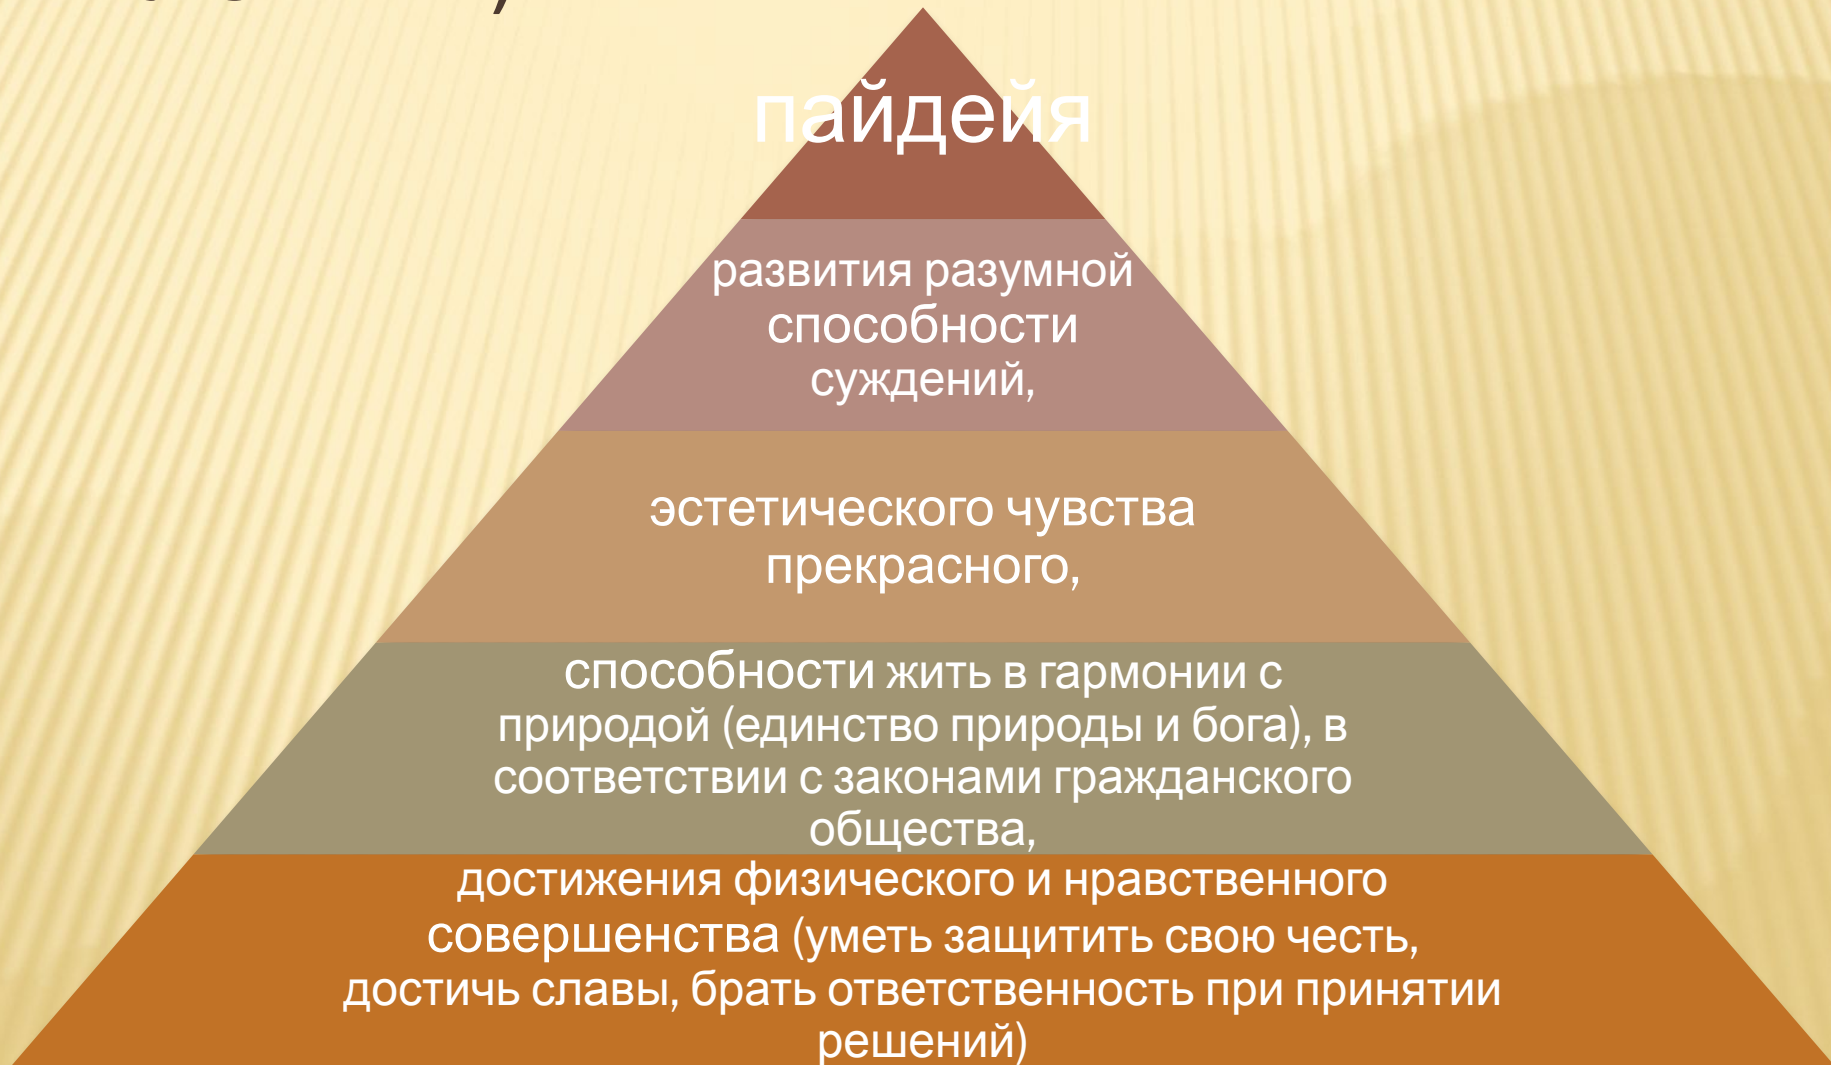 пайдейя
развития разумной
способности
суждений,
эстетического чувства
прекрасного,
способности жить в гармонии с
природой (единство природы и бога), в
соответствии с законами гражданского
общества,
достижения физического и нравственного
совершенства (уметь защитить свою честь,
достичь славы, брать ответственность при принятии
решений)